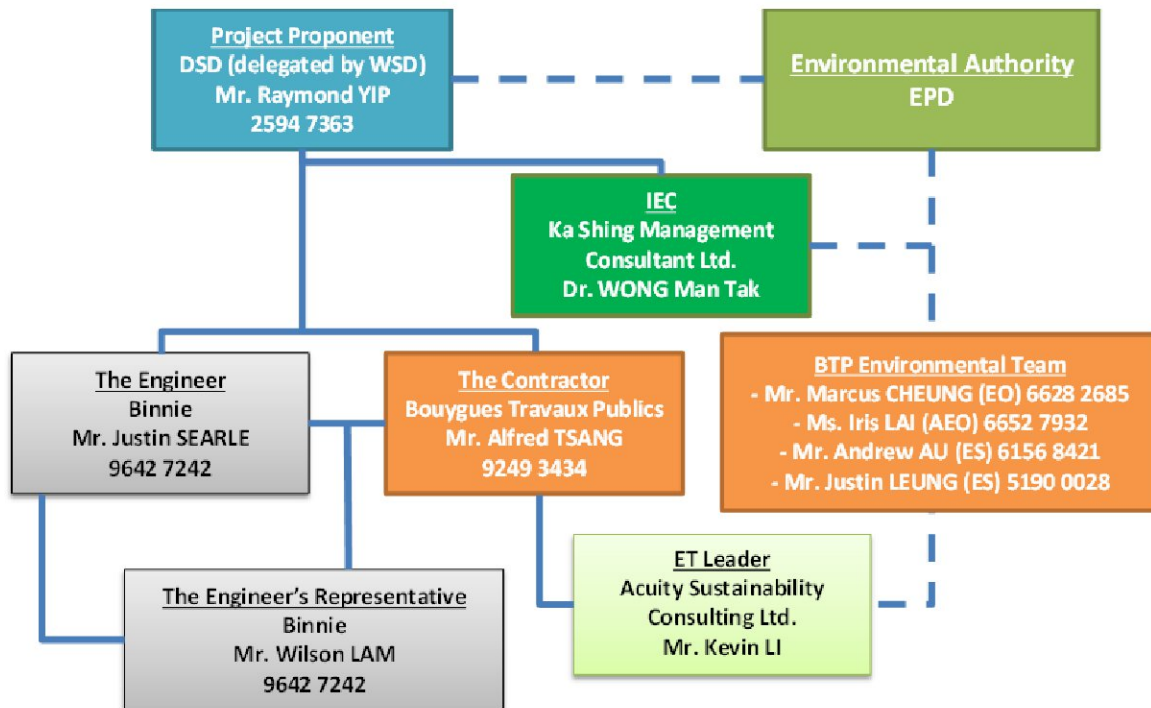 Project Proponent
DSD (delegated by WSD)
Mr. Raymond YIP
2594 7363
Environmental Authority
EPD
IEC
Ka Shing Management
Consultant Ltd.
Dr. WONG Man Tak
The Engineer
Binnie
Mr. Justin SEARLE
9642 7242
The Contractor
Bouygues Travaux Publics
Mr. Alfred TSANG
9249 3434
BTP Environmental Team
- Mr. Marcus CHEUNG (EO) 6628 2685
- Ms. Iris LAI (AEO) 6652 7932
- Mr. Andrew AU (ES) 6156 8421
- Mr. Justin LEUNG (ES) 5190 0028
The Engineer's Representative
Binnie
Mr. Wilson LAM
9642 7242
ET Leader
Acuity Sustainability
Consulting Ltd.
Mr. Kevin LI